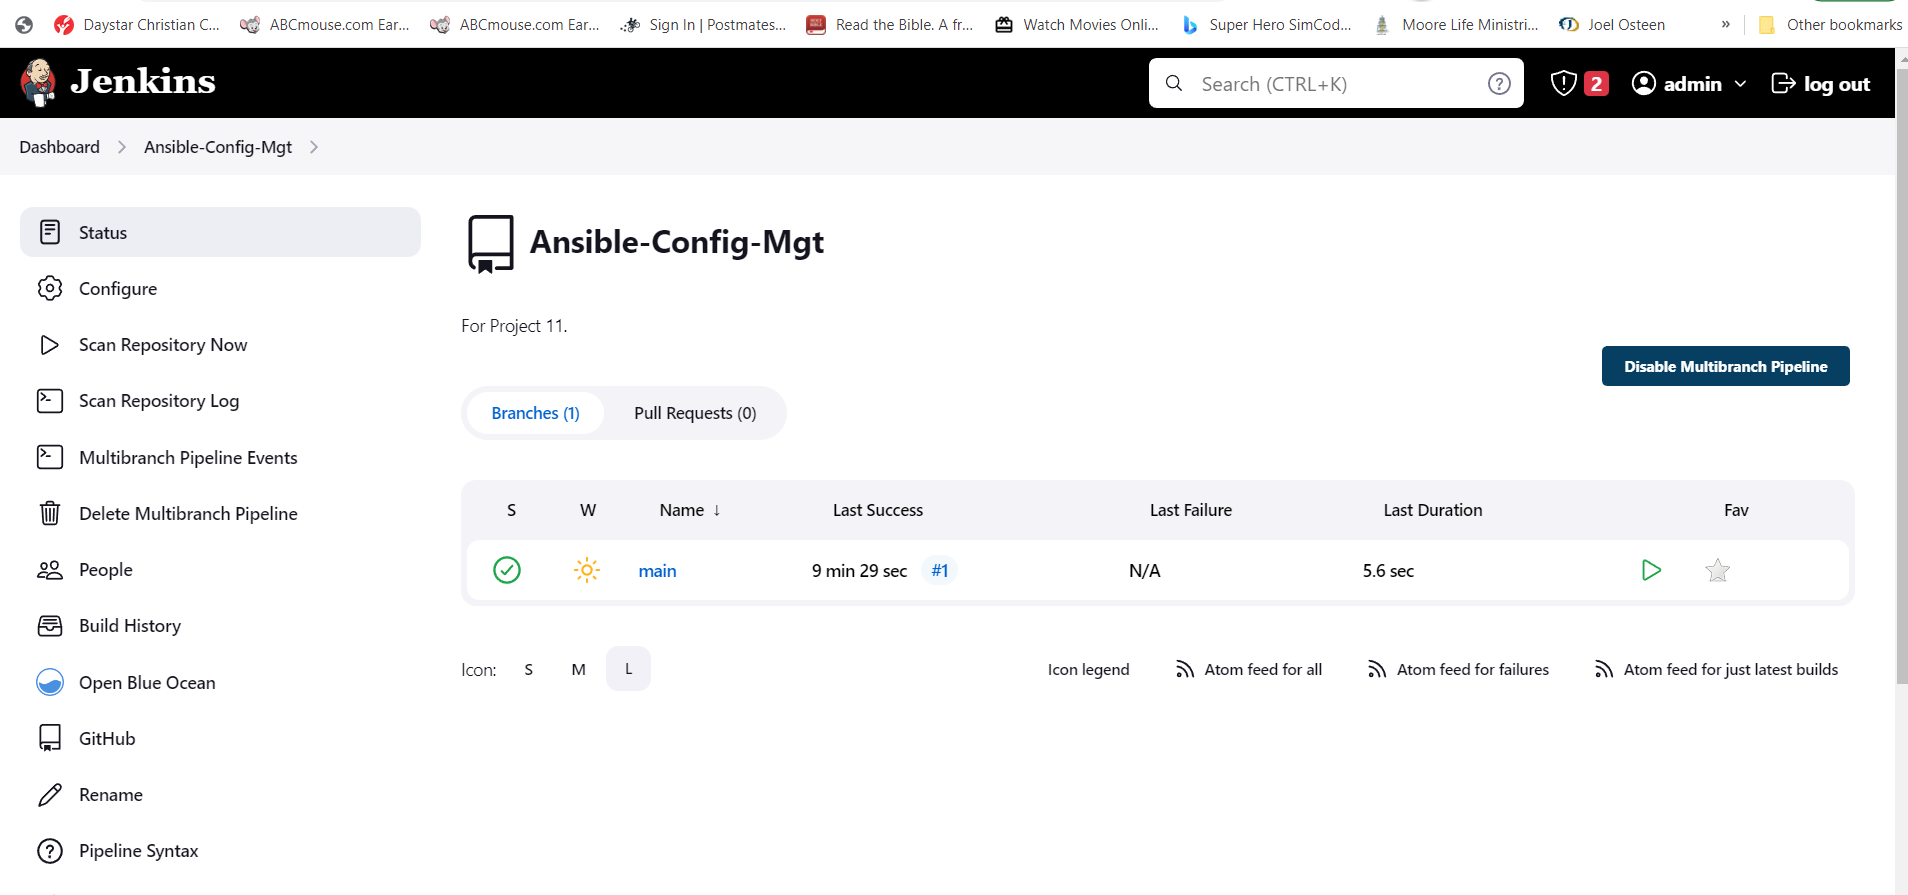 Daystar Christian C... ABCmouse.com Ear... ABCmouse.com Ear... Sign In | Postmates... Read the Bible. A fr... Watch Movies Onli... Super Hero SimCod... Moore Life Ministri... Joel Osteen » Other bookmarks
Jenkins Search (CTRL+K) 2 admin log out
Dashboard Ansible-Config-Mgt
Status
Configure
Scan Repository Now
Scan Repository Log
Multibranch Pipeline Events
Delete Multibranch Pipeline
People
Build History
Open Blue Ocean
GitHub
Rename
Pipeline Syntax
Ansible-Config-Mgt
For Project 11.
Disable Multibranch Pipeline
Branches (1) Pull Requests (0)
S W Name ↓ Last Success Last Failure Last Duration Fav
main 9 min 29 sec #1 N/A 5.6 sec
Icon: S M L Icon legend Atom feed for all Atom feed for failures Atom feed for just latest builds